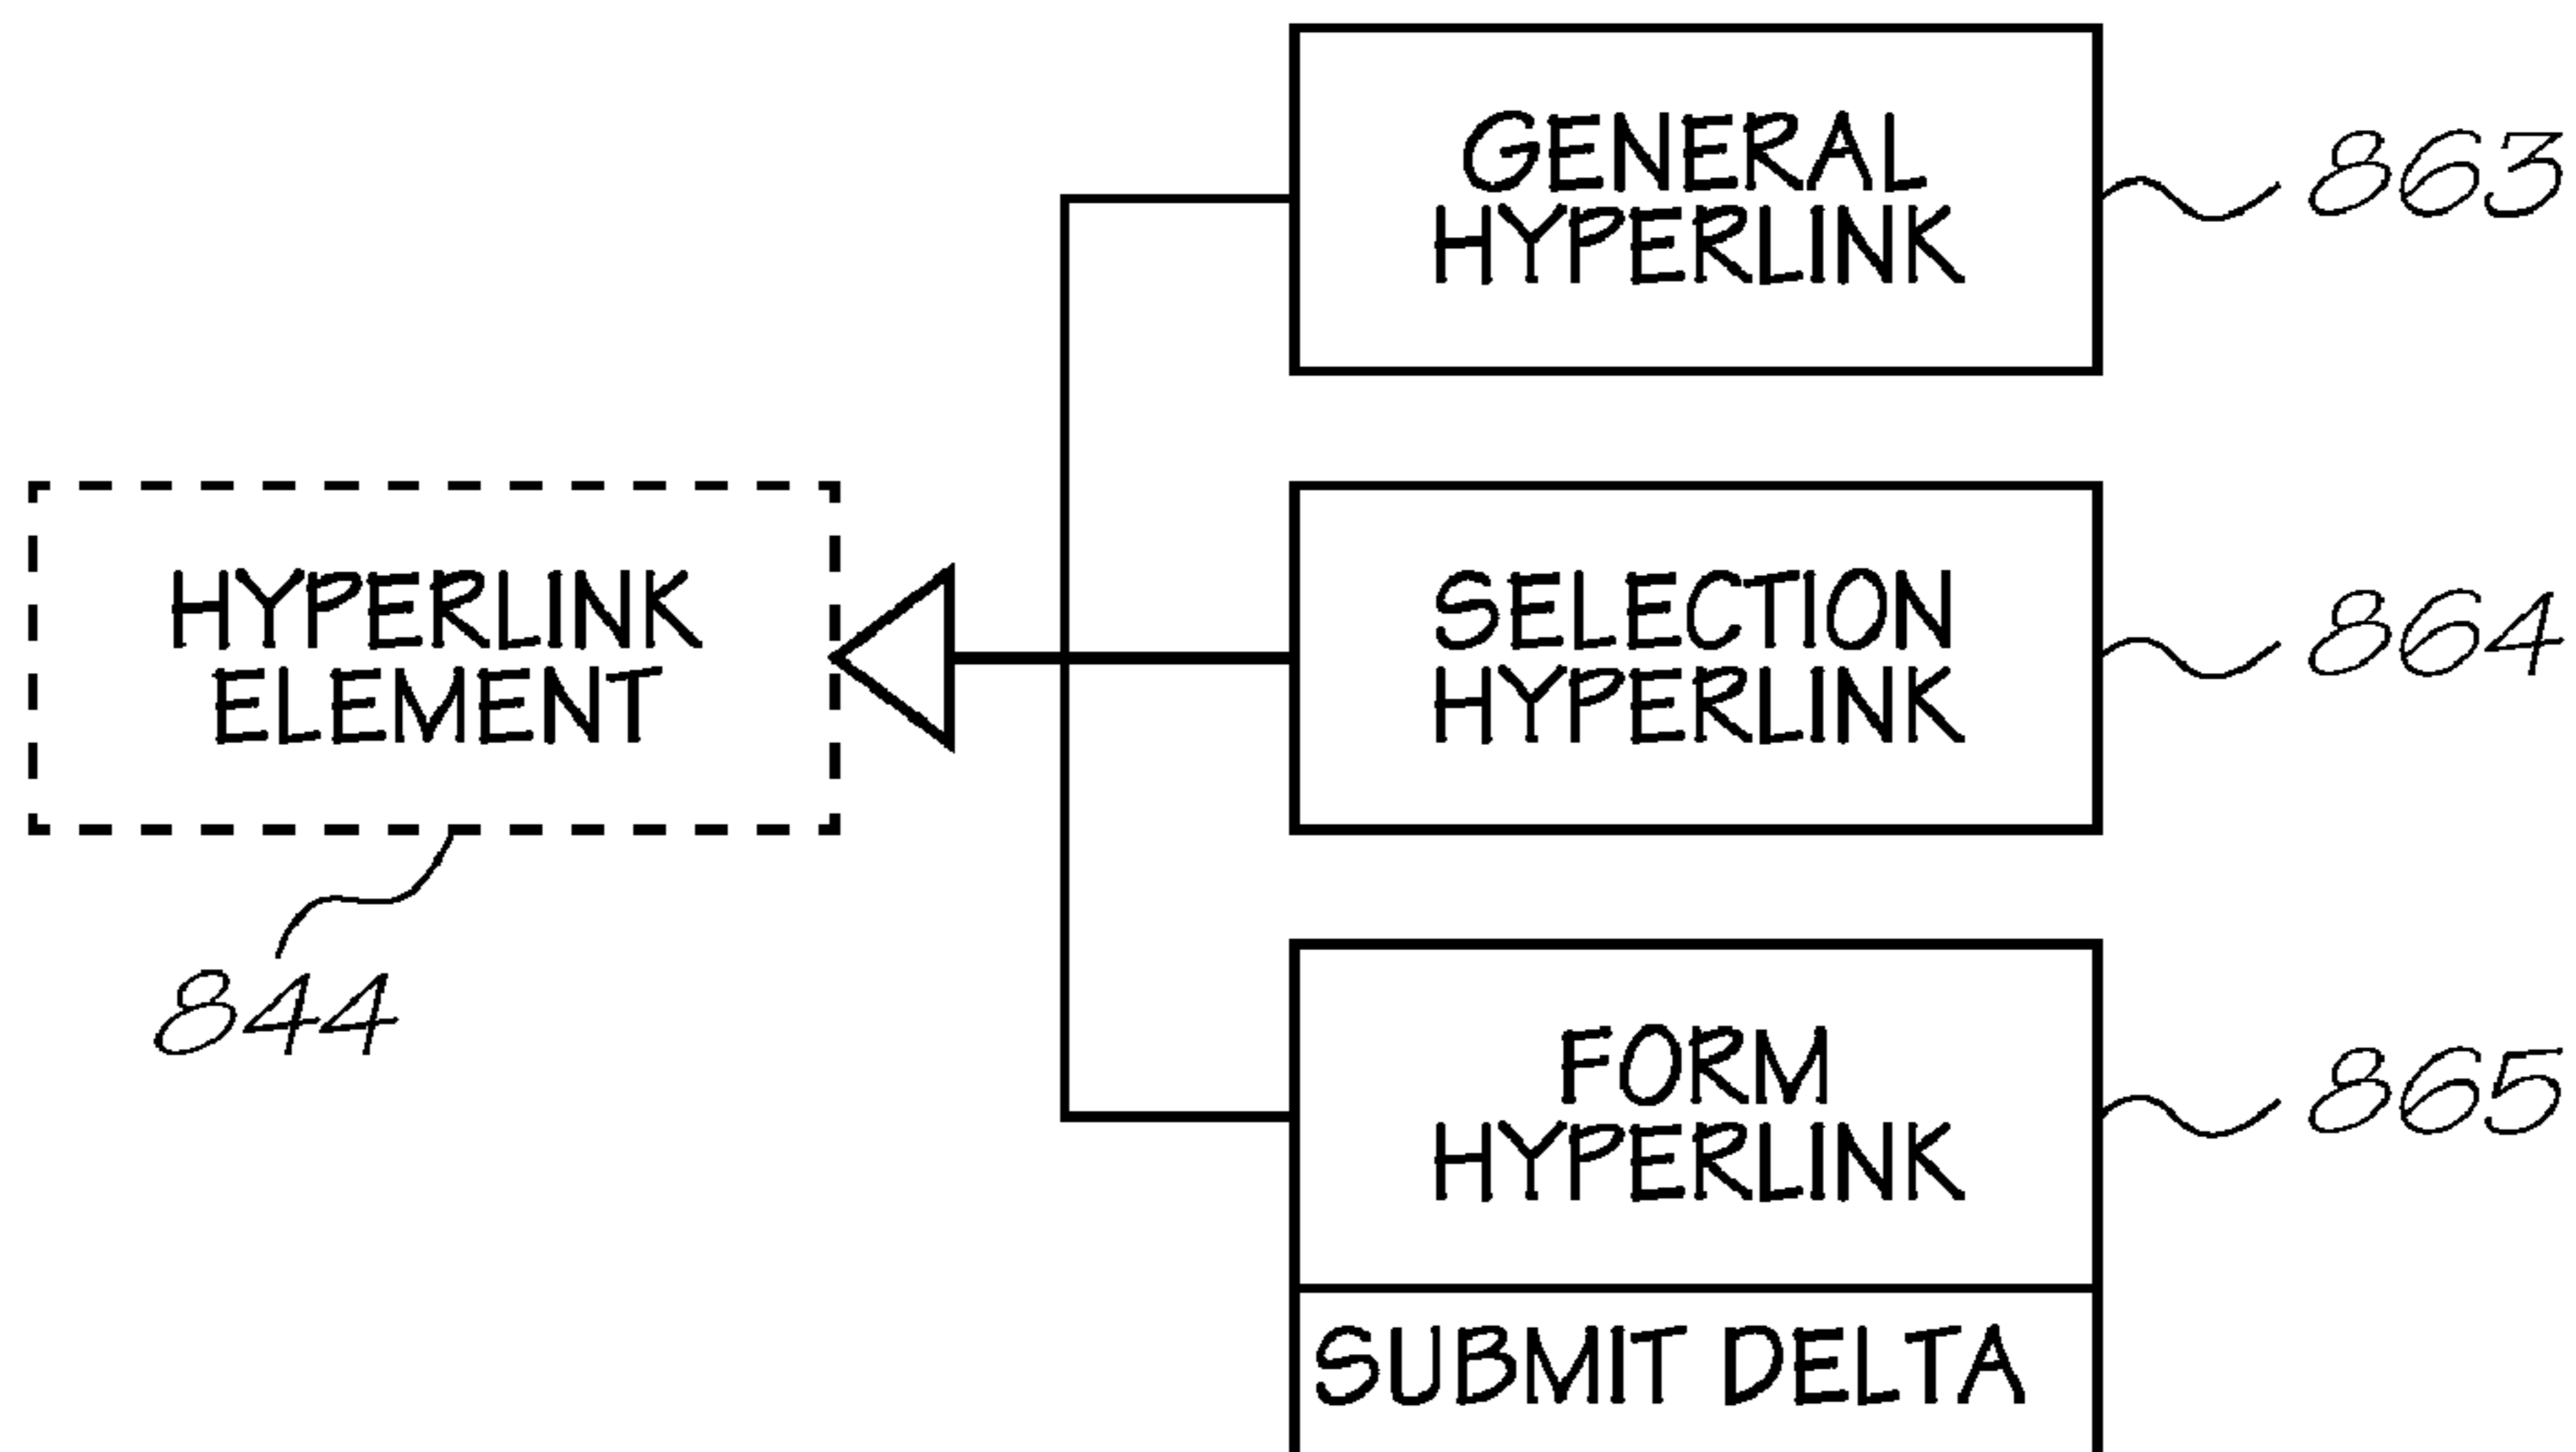 GENERAL
HYPERLINK
863
HYPERLINK
ELEMENT
844
SELECTION
HYPERLINK
864
FORM
HYPERLINK
865
SUBMIT DELTA